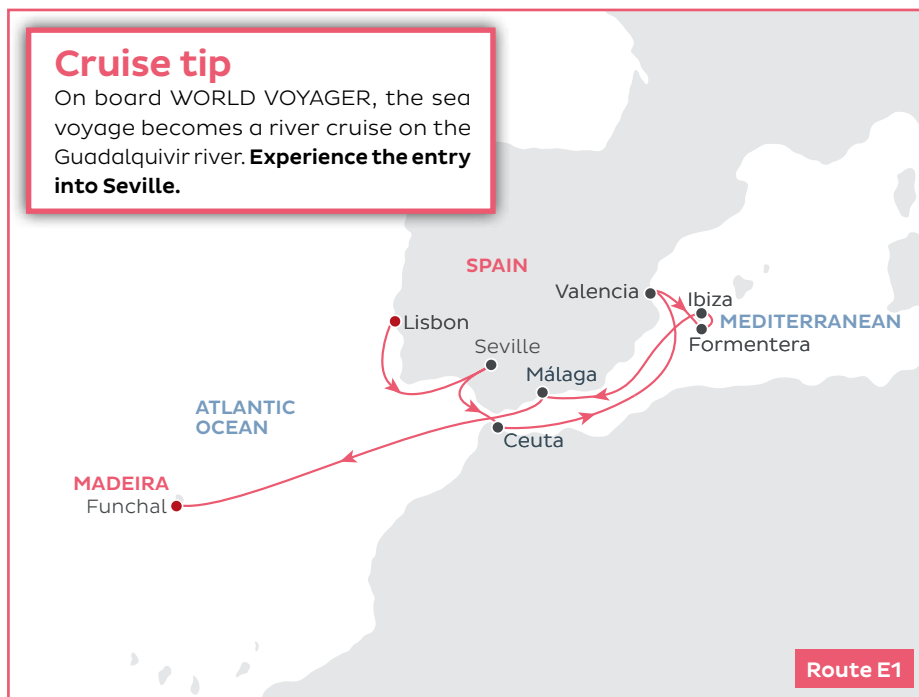 Cruise tip
On board WORLD VOYAGER, the sea
voyage becomes a river cruise on the
Guadalquivir river. Experience the entry
into Seville.
SPAIN
Valencia
Ibiza
MEDITERRANEAN
Formentera
Lisbon
Seville
Málaga
ATLANTIC
OCEAN
Ceuta
MADEIRA
Funchal
Route E1